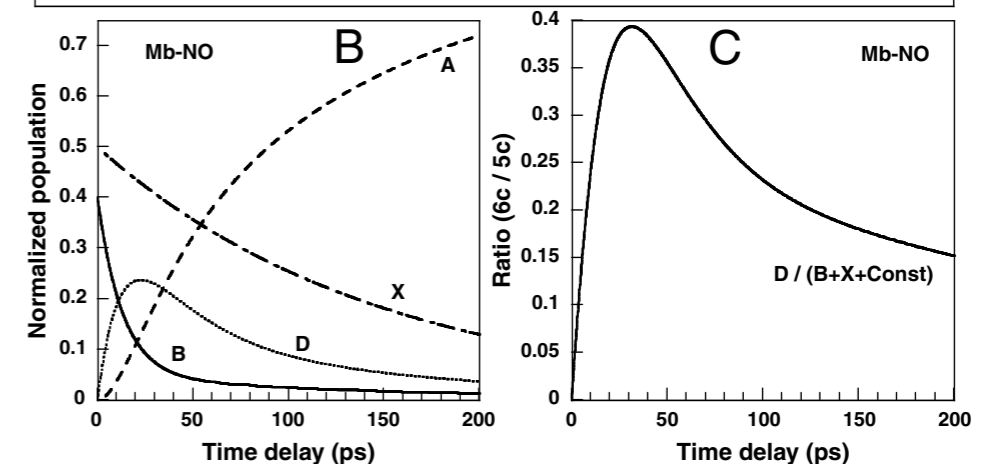 B
C
Mb-NO
Mb-NO
A
X
D
B
D / (B+X+Const)
Normalized population
0.7
0.6
0.5
0.4
0.3
0.2
0.1
0
0 50 100 150 200
Time delay (ps)
Ratio (6c / 5c)
0.4
0.35
0.3
0.25
0.2
0.15
0.1
0.05
0
0 50 100 150 200
Time delay (ps)